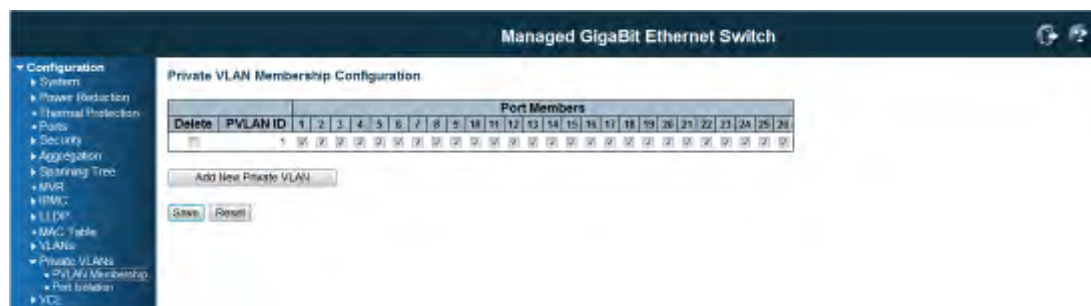 Managed GigaBit Ethernet Switch
Configuration
System
Power Reduction
Thermal Protection
Ports
Security
Aggregation
Spanning Tree
MVR
IPMC
LLDP
MAC Table
VLANs
Private VLANs
PVLAN Membership
Port Isolation
VCL
Private VLAN Membership Configuration
Port Members
Delete PVLAN ID 1 2 3 4 5 6 7 8 9 10 11 12 13 14 15 16 17 18 19 20 21 22 23 24 25 26
1
Add New Private VLAN
Save Reset